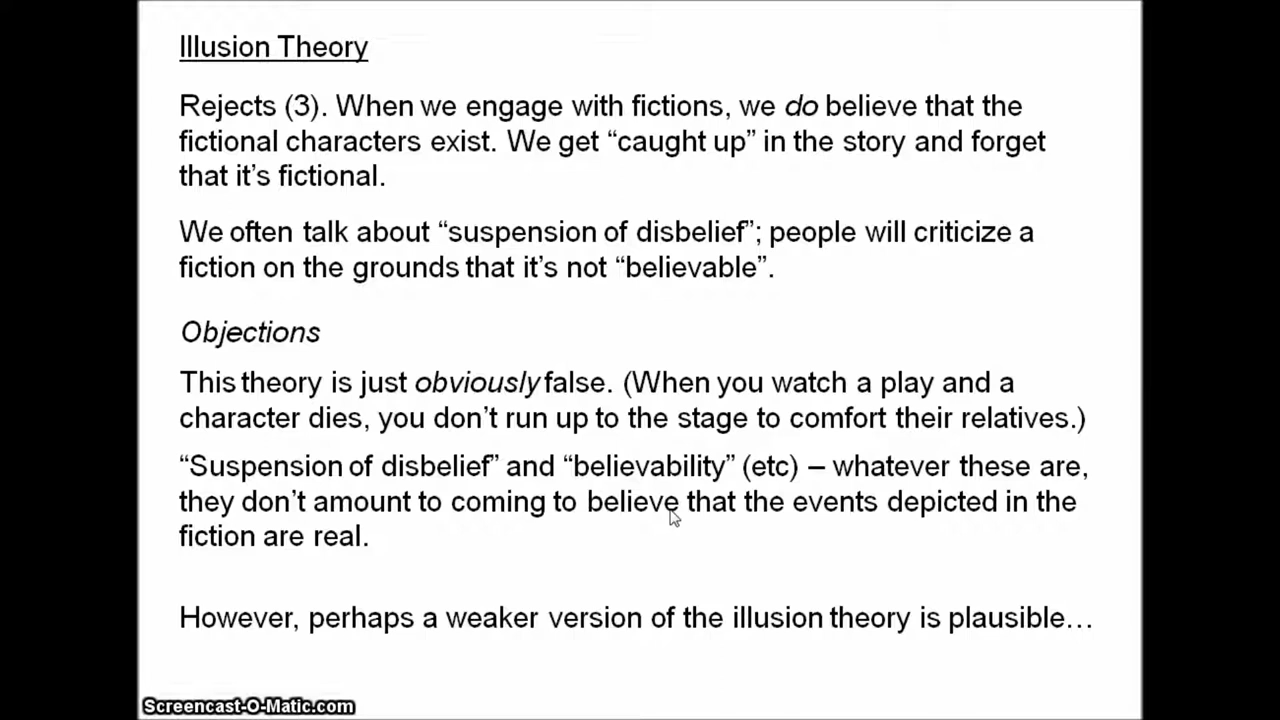 Illusion Theory
Rejects (3). When we engage with fictions, we do believe that the
fictional characters exist. We get “caught up” in the story and forget
that it’s fictional.
We often talk about “suspension of disbelief”; people will criticize a
fiction on the grounds that it’s not “believable”.
Objections
This theory is just obviously false. (When you watch a play and a
character dies, you don’t run up to the stage to comfort their relatives.)
“Suspension of disbelief” and “believability” (etc) – whatever these are,
they don’t amount to coming to believe that the events depicted in the
fiction are real.
However, perhaps a weaker version of the illusion theory is plausible…
Screencast-O-Matic.com